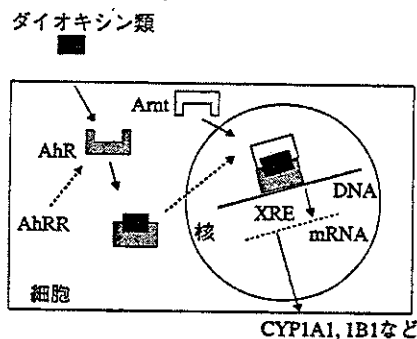 ダイオキシン類
Arnt
AhR
AhRR
DNA
XRE
mRNA
核
細胞
CYP1A1, 1B1など